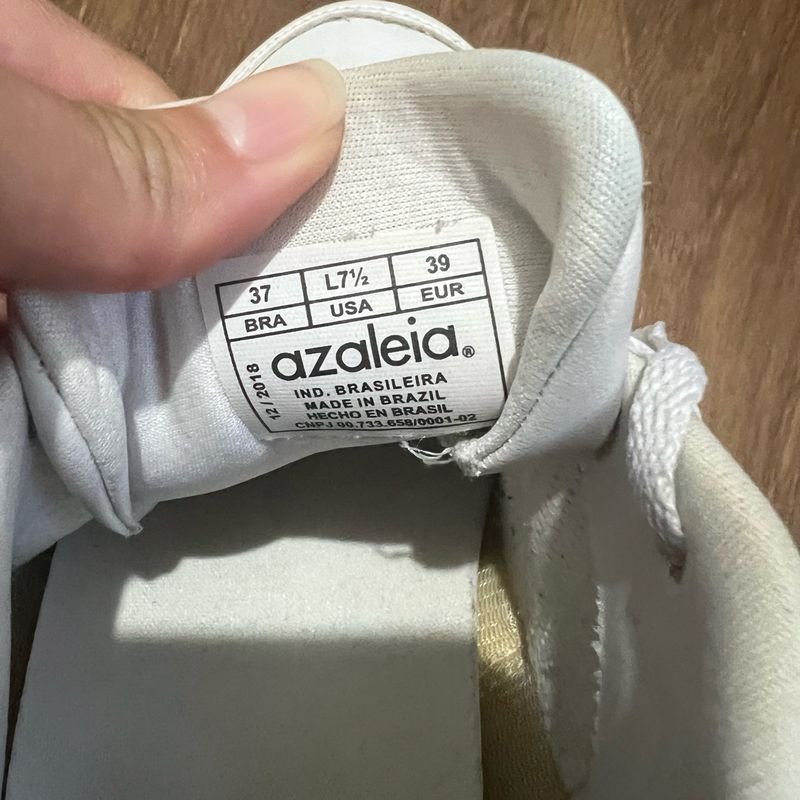 37 L7½ 39
BRA USA EUR
azaleia®
12/2018
IND. BRASILEIRA
MADE IN BRAZIL
HECHO EN BRASIL
CNPJ 90.733.658/0001-02